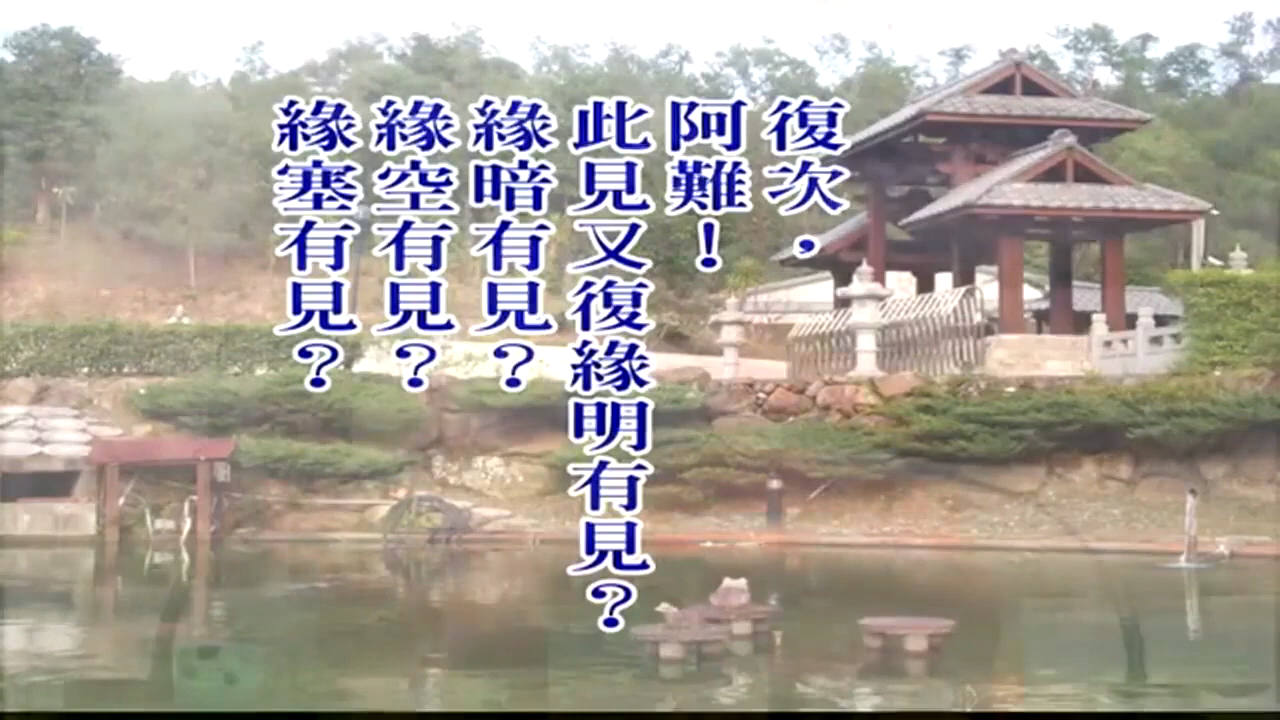 復次，
阿難！
此見又復緣明有見？
緣暗有見？
緣空有見？
緣塞有見？